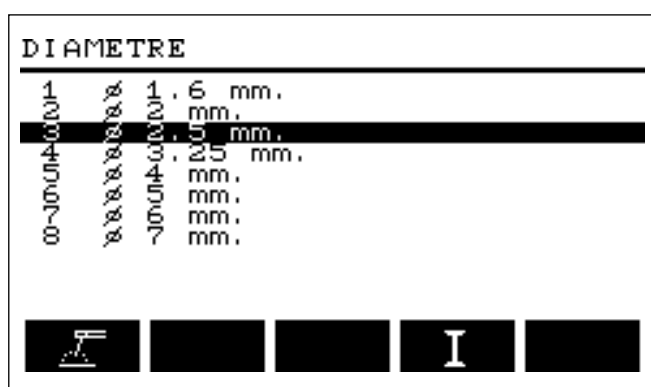 DIAMETRE
1 ø 1.6 mm.
2 ø 2 mm.
3 ø 2.5 mm.
4 ø 3.25 mm.
5 ø 4 mm.
6 ø 5 mm.
7 ø 6 mm.
8 ø 7 mm.
I